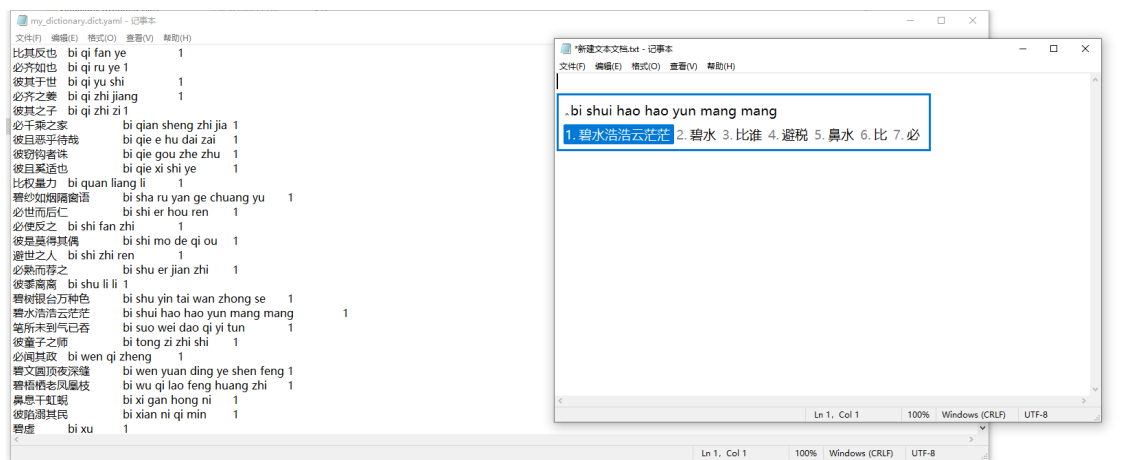 my_dictionary.dict.yaml - 记事本
文件(F) 编辑(E) 格式(O) 查看(V) 帮助(H)
比其反也 bi qi fan ye 1
必齐如也 bi qi ru ye 1
彼其于世 bi qi yu shi 1
必齐之姜 bi qi zhi jiang 1
彼其之子 bi qi zhi zi 1
必千乘之家 bi qian sheng zhi jia 1
彼且恶乎待哉 bi qie e hu dai zai 1
彼窃钩者诛 bi qie gou zhe zhu 1
彼且奚适也 bi qie xi shi ye 1
比权量力 bi quan liang li 1
碧纱如烟隔窗语 bi sha ru yan ge chuang yu 1
必世而后仁 bi shi er hou ren 1
必使反之 bi shi fan zhi 1
彼是莫得其偶 bi shi mo de qi ou 1
避世之人 bi shi zhi ren 1
必熟而荐之 bi shu er jian zhi 1
彼黍离离 bi shu li li 1
碧树银台万种色 bi shu yin tai wan zhong se 1
碧水浩浩云茫茫 bi shui hao hao yun mang mang 1
笔所未到气已吞 bi suo wei dao qi yi tun 1
彼童子之师 bi tong zi zhi shi 1
必闻其政 bi wen qi zheng 1
碧文圆顶夜深缝 bi wen yuan ding ye shen feng 1
碧梧栖老凤凰枝 bi wu qi lao feng huang zhi 1
鼻息干虹蜺 bi xi gan hong ni 1
彼陷溺其民 bi xian ni qi min 1
碧虚 bi xu 1
Ln 1, Col 1 100% Windows (CRLF) UTF-8
*新建文本文档.txt - 记事本
文件(F) 编辑(E) 格式(O) 查看(V) 帮助(H)
bi shui hao hao yun mang mang
1. 碧水浩浩云茫茫 2. 碧水 3. 比谁 4. 避税 5. 鼻水 6. 比 7. 必
Ln 1, Col 1 100% Windows (CRLF) UTF-8